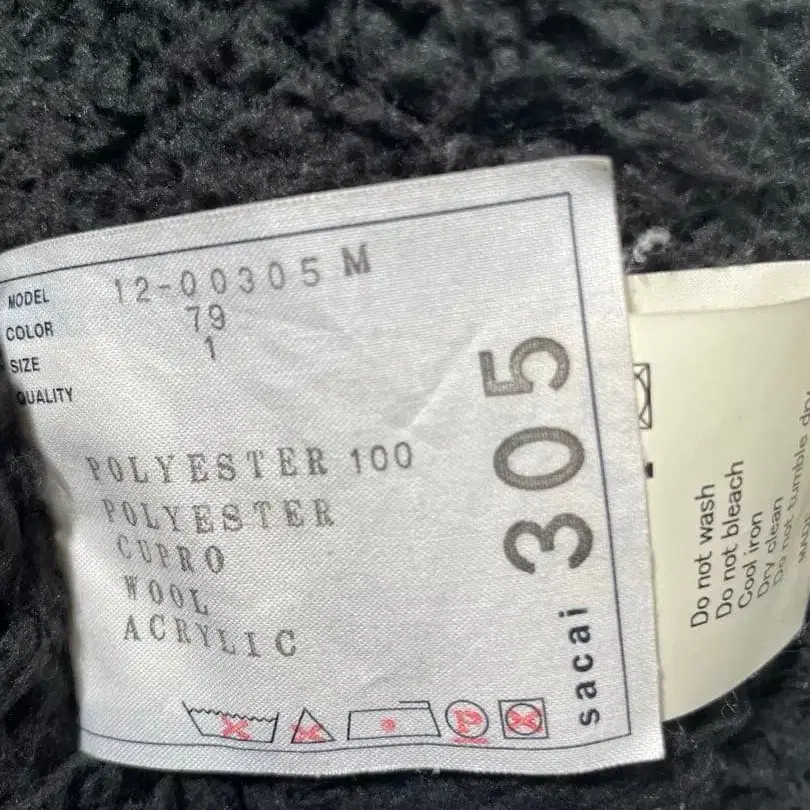 MODEL 12-00305 M
COLOR 79
SIZE 1
QUALITY
POLYESTER 100
POLYESTER
CUPRO
WOOL
ACRYLIC
P
sacai 305
Do not wash
Do not bleach
Cool iron
Dry clean
Do not tumble dry